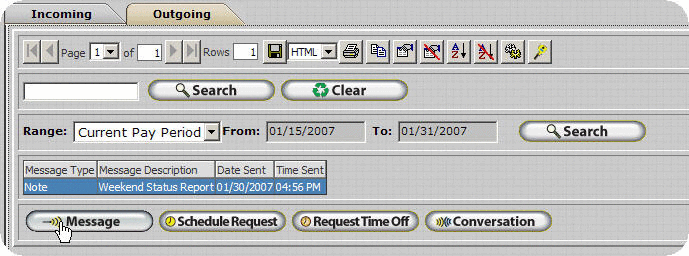 Incoming Outgoing
Page 1 of 1 Rows 1 HTML
Search Clear
Range: Current Pay Period From: 01/15/2007 To: 01/31/2007 Search
Message Type Message Description Date Sent Time Sent
Note Weekend Status Report 01/30/2007 04:56 PM
Message Schedule Request Request Time Off Conversation